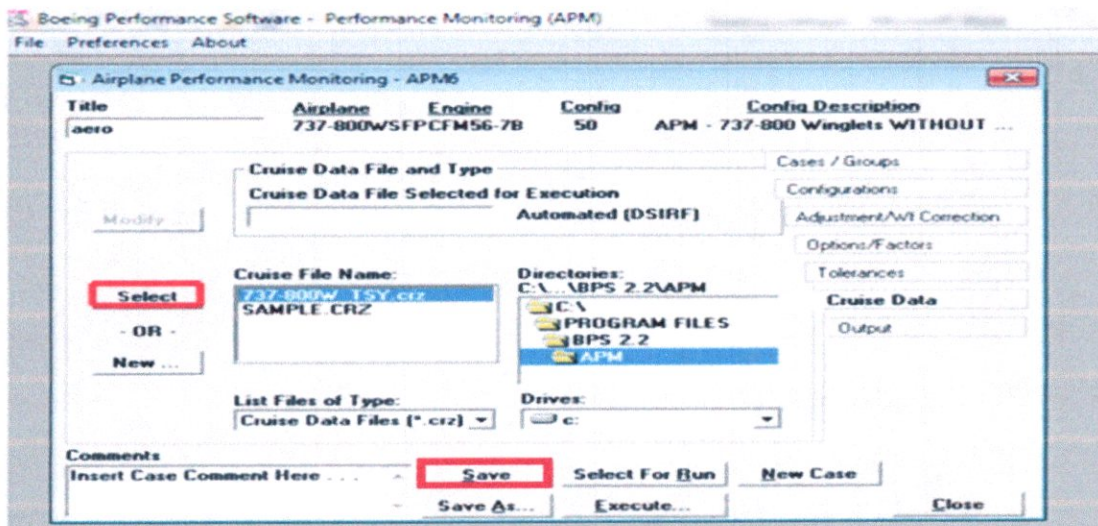 Boeing Performance Software - Performance Monitoring (APM)
File Preferences About
Airplane Performance Monitoring - APM6
Title Airplane Engine Config Config Description
aero 737-800WSFPCFM56-7B 50 APM - 737-800 Winglets WITHOUT ...
Cruise Data File and Type
Cruise Data File Selected for Execution
Automated (DSIRF)
Modify ...
Cases / Groups
Configurations
Adjustment/Wt Correction
Options/Factors
Tolerances
Cruise Data
Output
Select
- OR -
New ...
Cruise File Name:
737-800W_TSY.crz
SAMPLE.CRZ
Directories:
C:\...\BPS 2.2\APM
C:\
PROGRAM FILES
BPS 2.2
APM
List Files of Type:
Cruise Data Files (*.crz)
Drives:
c:
Comments
Insert Case Comment Here . . .
Save Select For Run New Case
Save As... Execute... Close